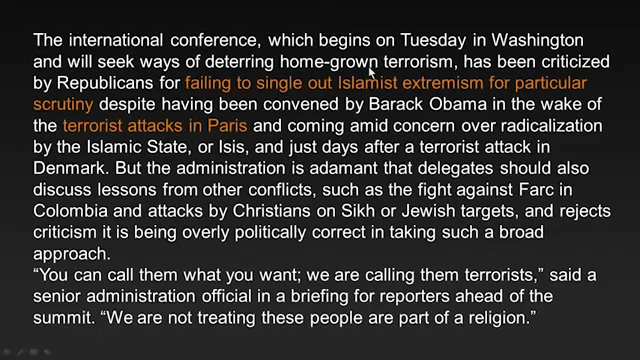 The international conference, which begins on Tuesday in Washington
and will seek ways of deterring home-grown terrorism, has been criticized
by Republicans for failing to single out Islamist extremism for particular
scrutiny despite having been convened by Barack Obama in the wake of
the terrorist attacks in Paris and coming amid concern over radicalization
by the Islamic State, or Isis, and just days after a terrorist attack in
Denmark. But the administration is adamant that delegates should also
discuss lessons from other conflicts, such as the fight against Farc in
Colombia and attacks by Christians on Sikh or Jewish targets, and rejects
criticism it is being overly politically correct in taking such a broad
approach.
“You can call them what you want; we are calling them terrorists,” said a
senior administration official in a briefing for reporters ahead of the
summit. “We are not treating these people are part of a religion.”